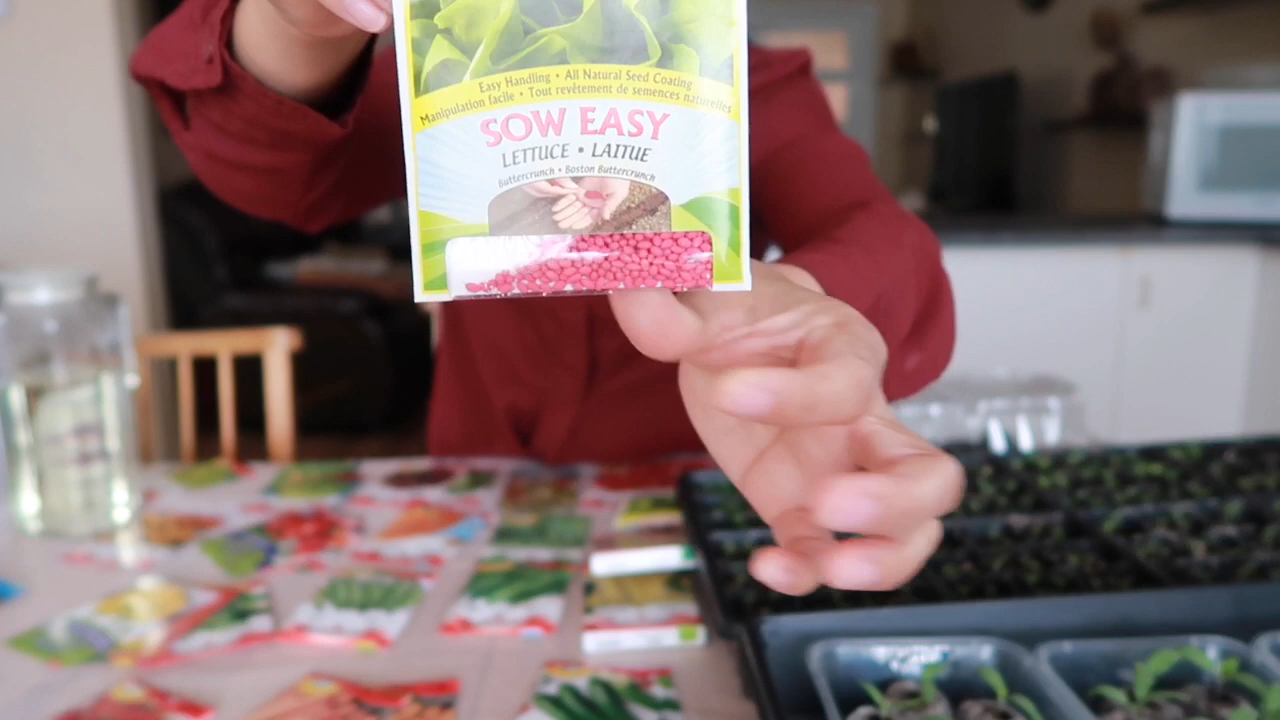 Easy Handling • All Natural Seed Coating
Manipulation facile • Tout revêtement de semences naturelles
SOW EASY
LETTUCE • LAITUE
Buttercrunch • Boston Buttercrunch